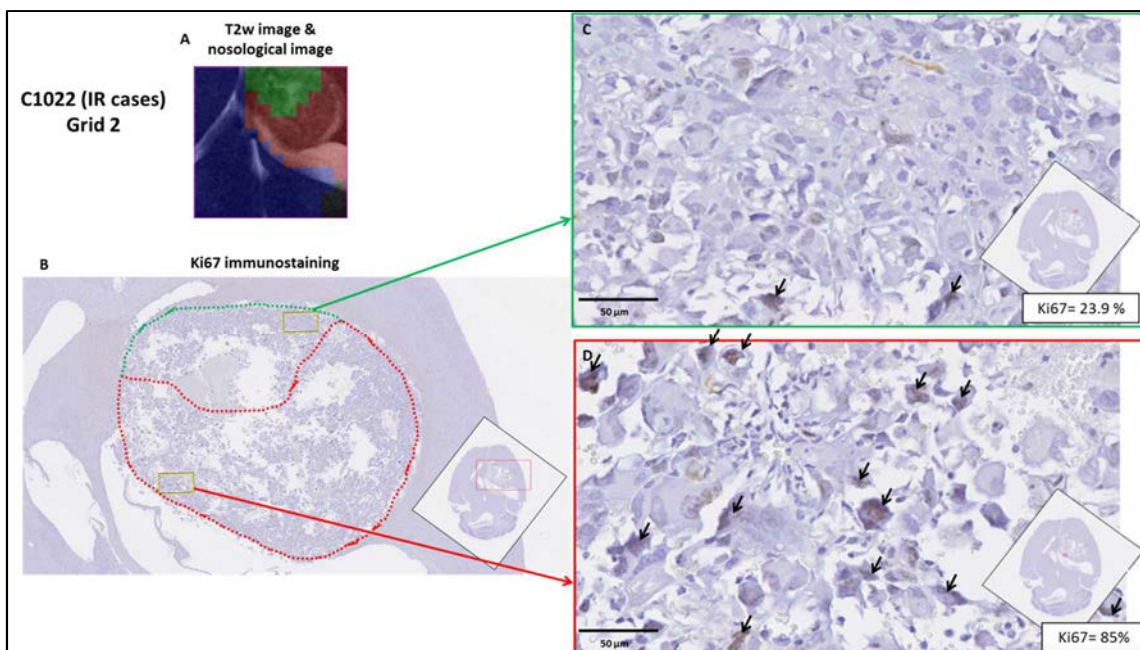 A
T2w image &
nosological image
C1022 (IR cases)
Grid 2
B
Ki67 immunostaining
C
50 µm
Ki67= 23.9 %
D
50 µm
Ki67= 85%